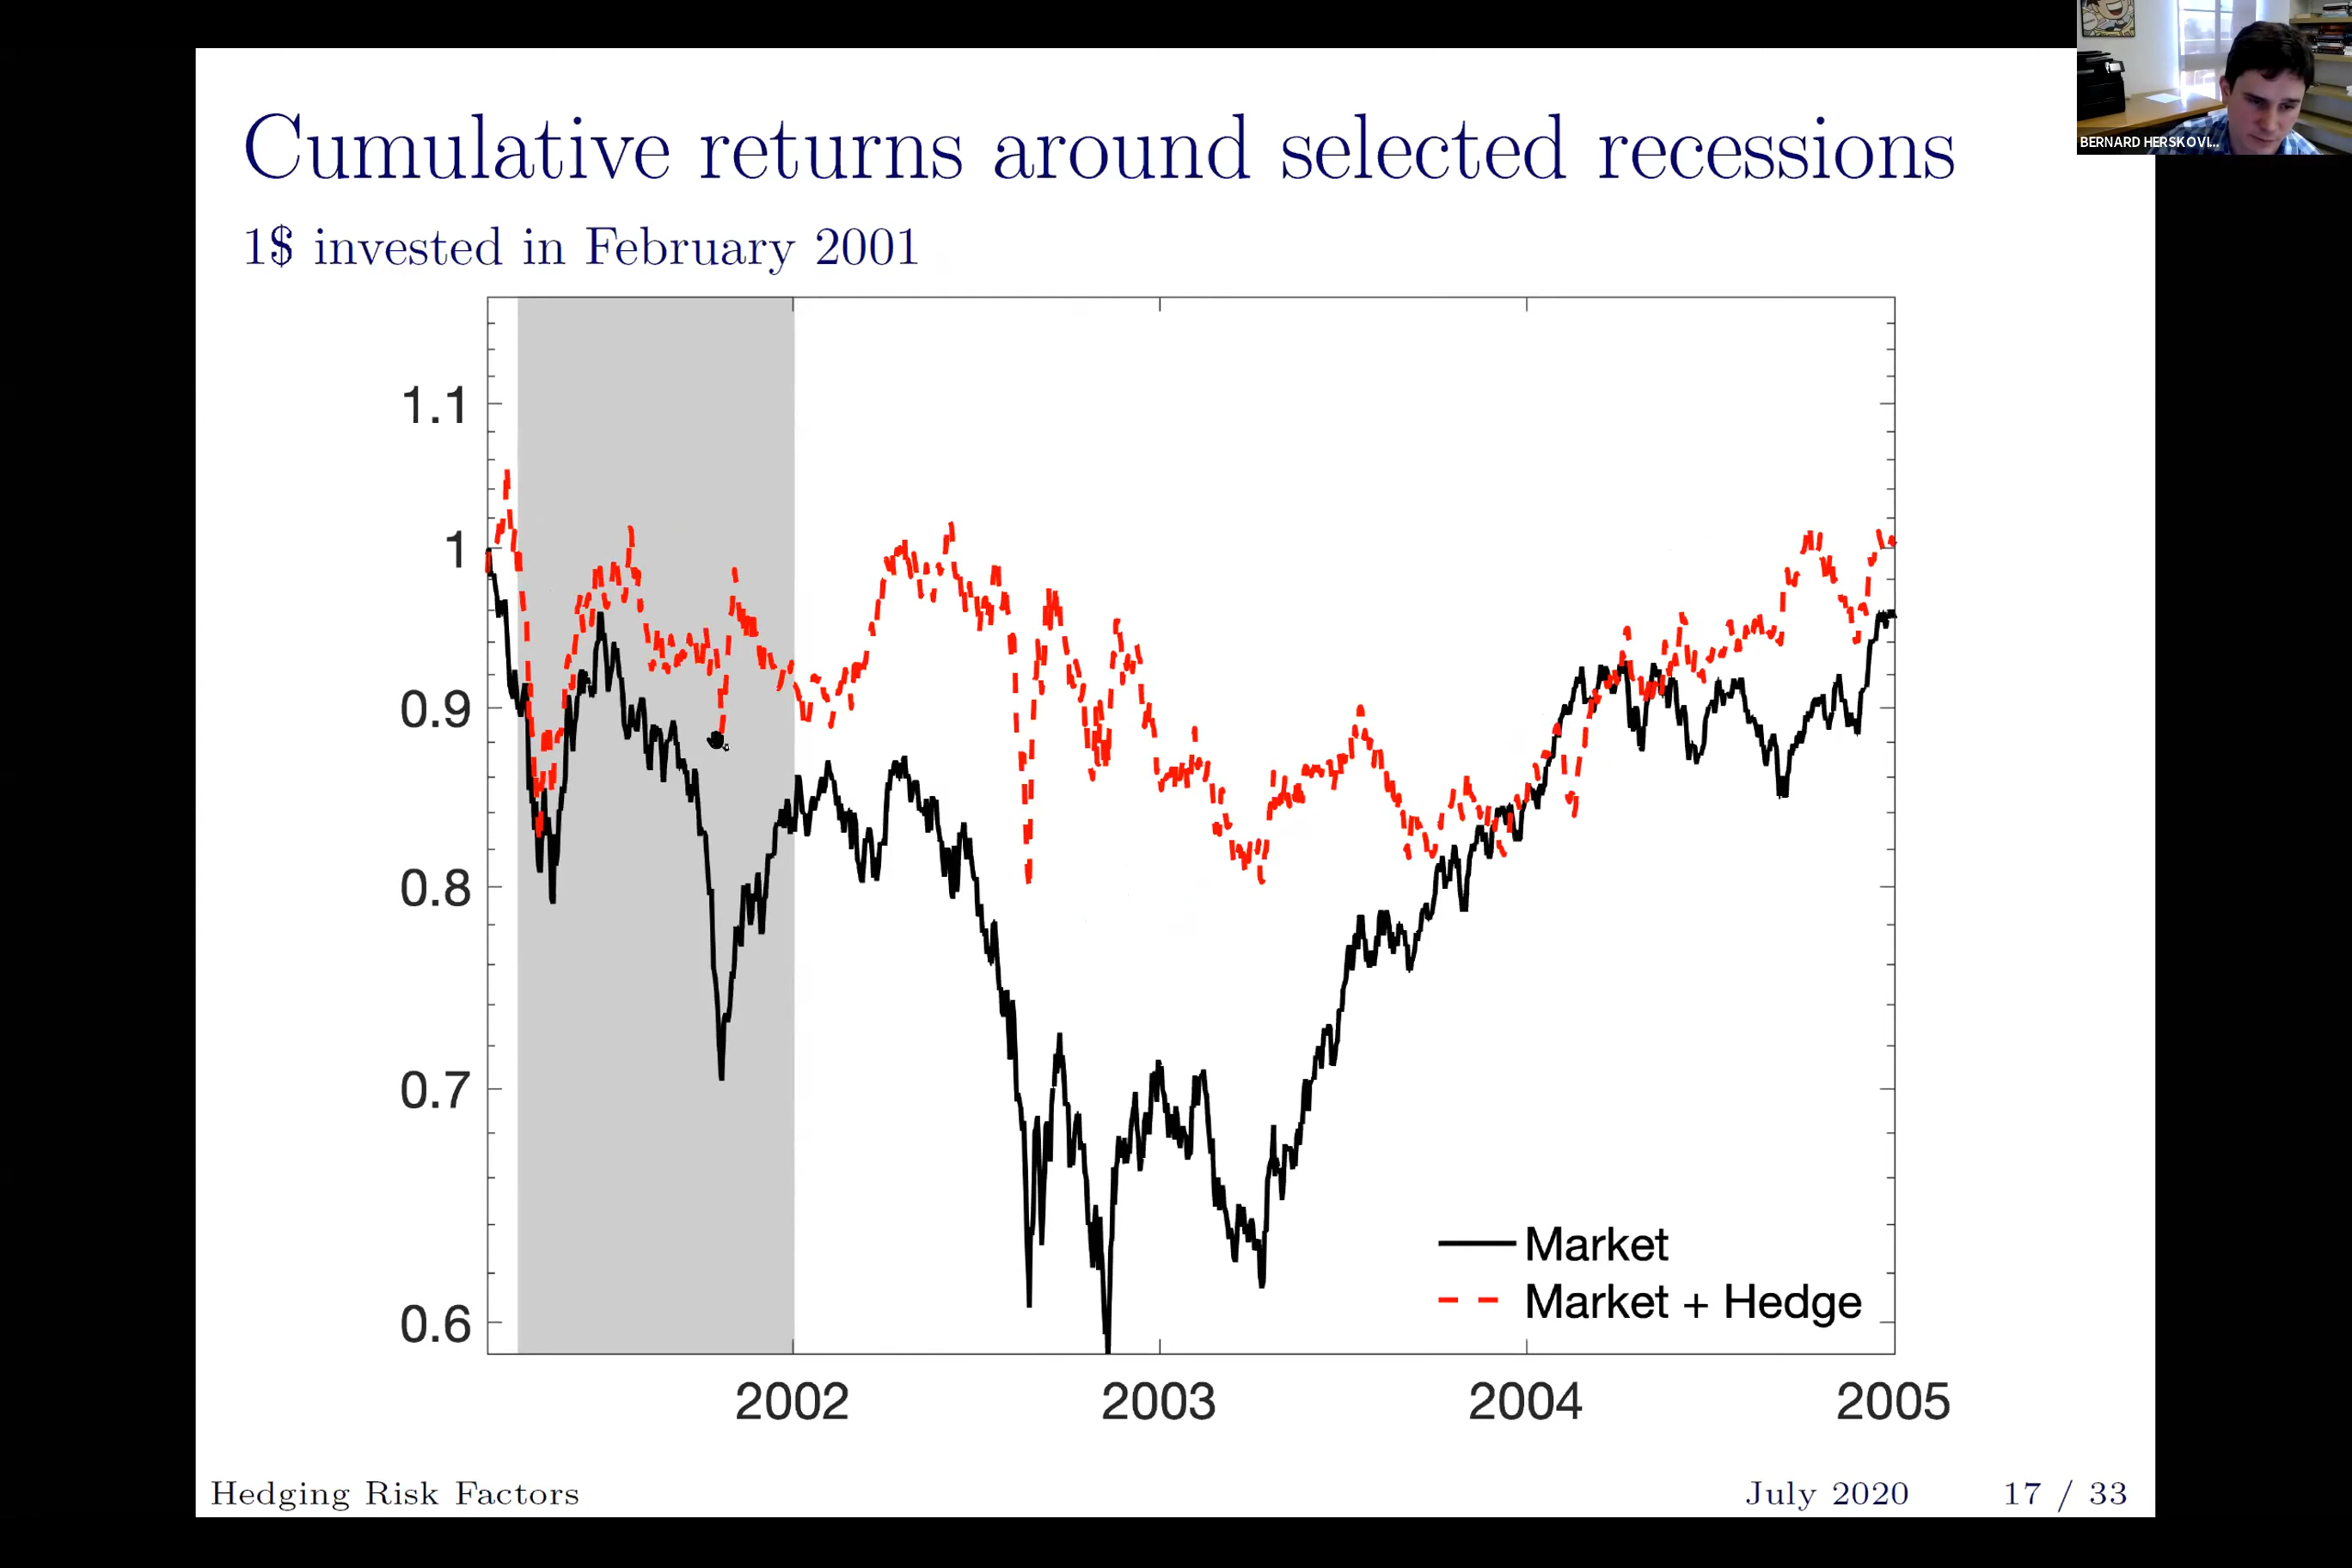 Cumulative returns around selected recessions
BERNARD HERSKOVI...
1$ invested in February 2001
1.1
1
0.9
0.8
0.7
0.6
Market
Market + Hedge
2002 2003 2004 2005
Hedging Risk Factors July 2020 17 / 33